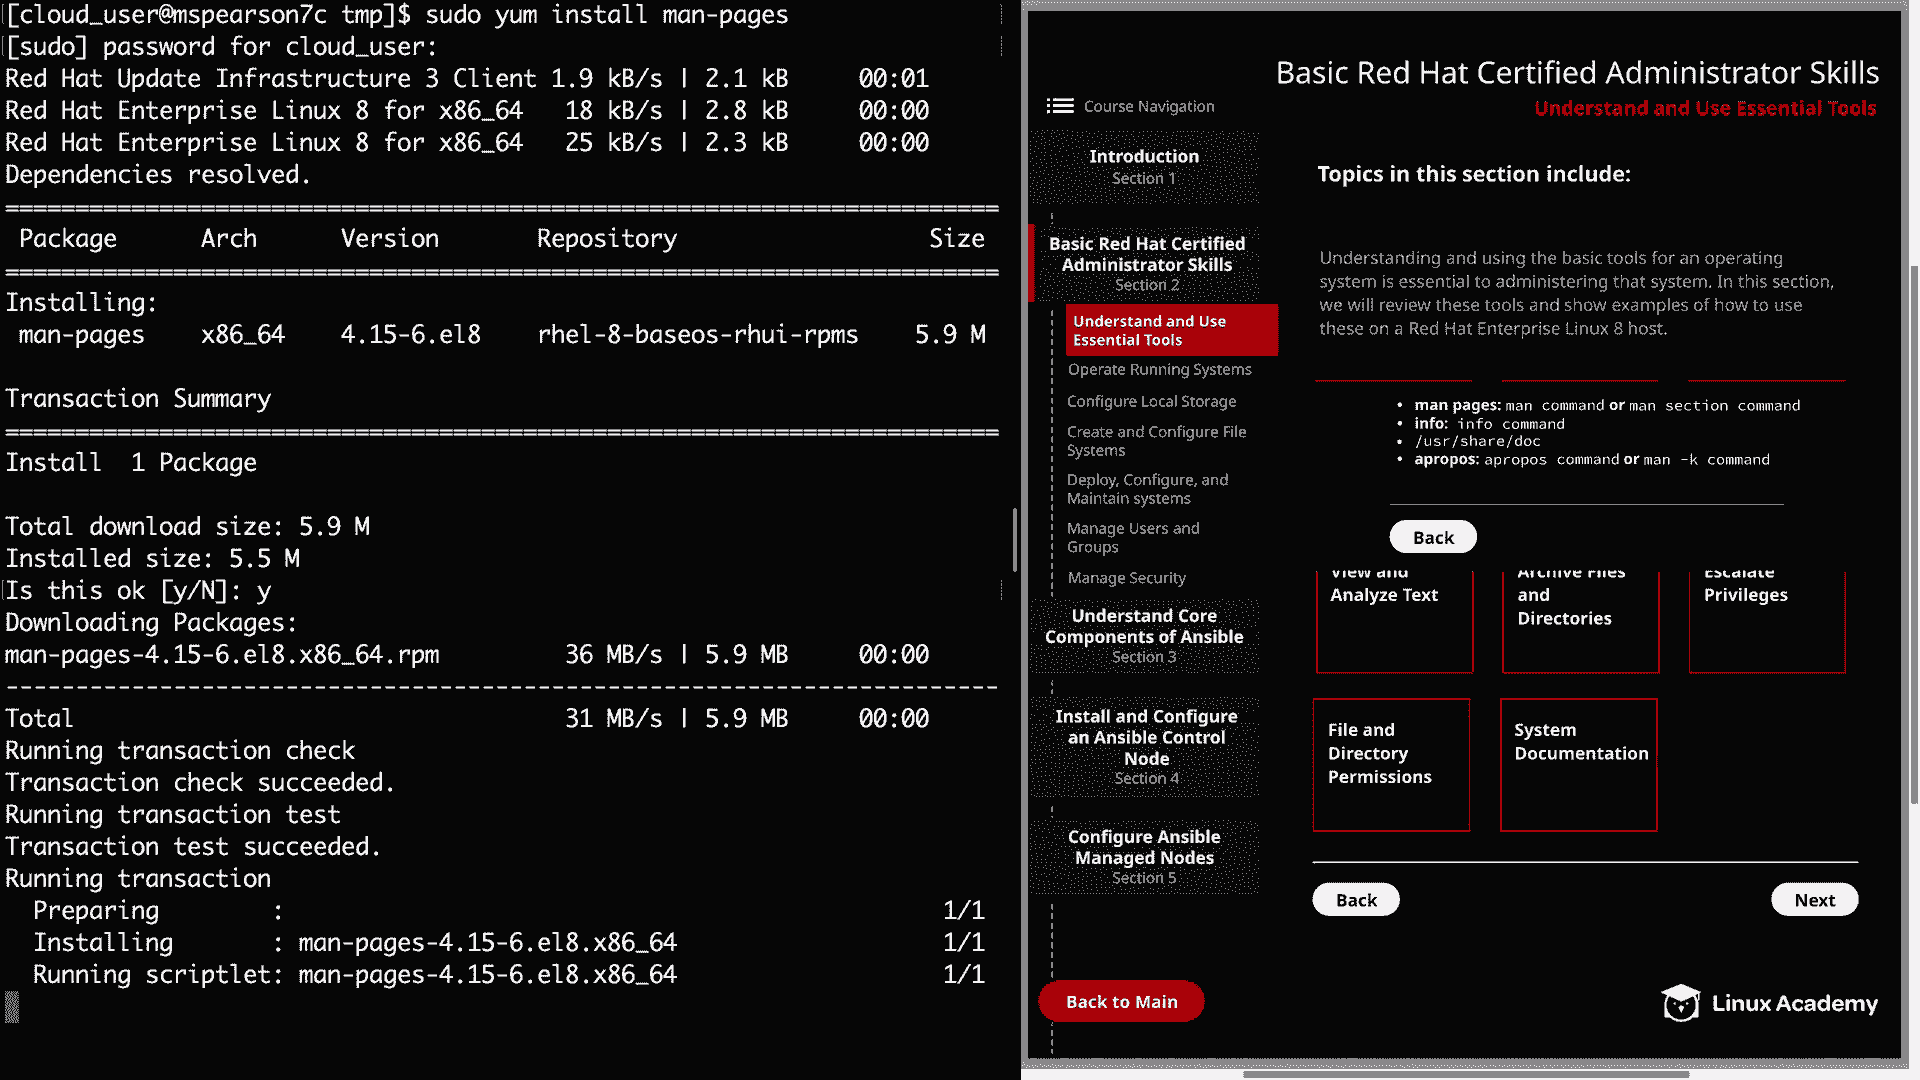 [cloud_user@mspearson7c tmp]$ sudo yum install man-pages
[sudo] password for cloud_user:
Red Hat Update Infrastructure 3 Client 1.9 kB/s | 2.1 kB     00:01
Red Hat Enterprise Linux 8 for x86_64   18 kB/s | 2.8 kB     00:00
Red Hat Enterprise Linux 8 for x86_64   25 kB/s | 2.3 kB     00:00
Dependencies resolved.
Package      Arch      Version       Repository                  Size
Installing:
man-pages    x86_64    4.15-6.el8    rhel-8-baseos-rhui-rpms    5.9 M
Transaction Summary
Install  1 Package
Total download size: 5.9 M
Installed size: 5.5 M
Is this ok [y/N]: y
Downloading Packages:
man-pages-4.15-6.el8.x86_64.rpm         36 MB/s | 5.9 MB     00:00
Total                                   31 MB/s | 5.9 MB     00:00
Running transaction check
Transaction check succeeded.
Running transaction test
Transaction test succeeded.
Running transaction
Preparing        :                                               1/1
Installing       : man-pages-4.15-6.el8.x86_64                   1/1
Running scriptlet: man-pages-4.15-6.el8.x86_64                   1/1
Basic Red Hat Certified Administrator Skills
Understand and Use Essential Tools
Course Navigation
Introduction
Section 1
Basic Red Hat Certified
Administrator Skills
Section 2
Understand and Use
Essential Tools
Operate Running Systems
Configure Local Storage
Create and Configure File
Systems
Deploy, Configure, and
Maintain systems
Manage Users and
Groups
Manage Security
Understand Core
Components of Ansible
Section 3
Install and Configure
an Ansible Control
Node
Section 4
Configure Ansible
Managed Nodes
Section 5
Back to Main
Topics in this section include:
Understanding and using the basic tools for an operating
system is essential to administering that system. In this section,
we will review these tools and show examples of how to use
these on a Red Hat Enterprise Linux 8 host.
• man pages: man command or man section command
• info: info command
• /usr/share/doc
• apropos: apropos command or man -k command
Back
View and
Analyze Text
Archive Files
and
Directories
Escalate
Privileges
File and
Directory
Permissions
System
Documentation
Back
Next
Linux Academy